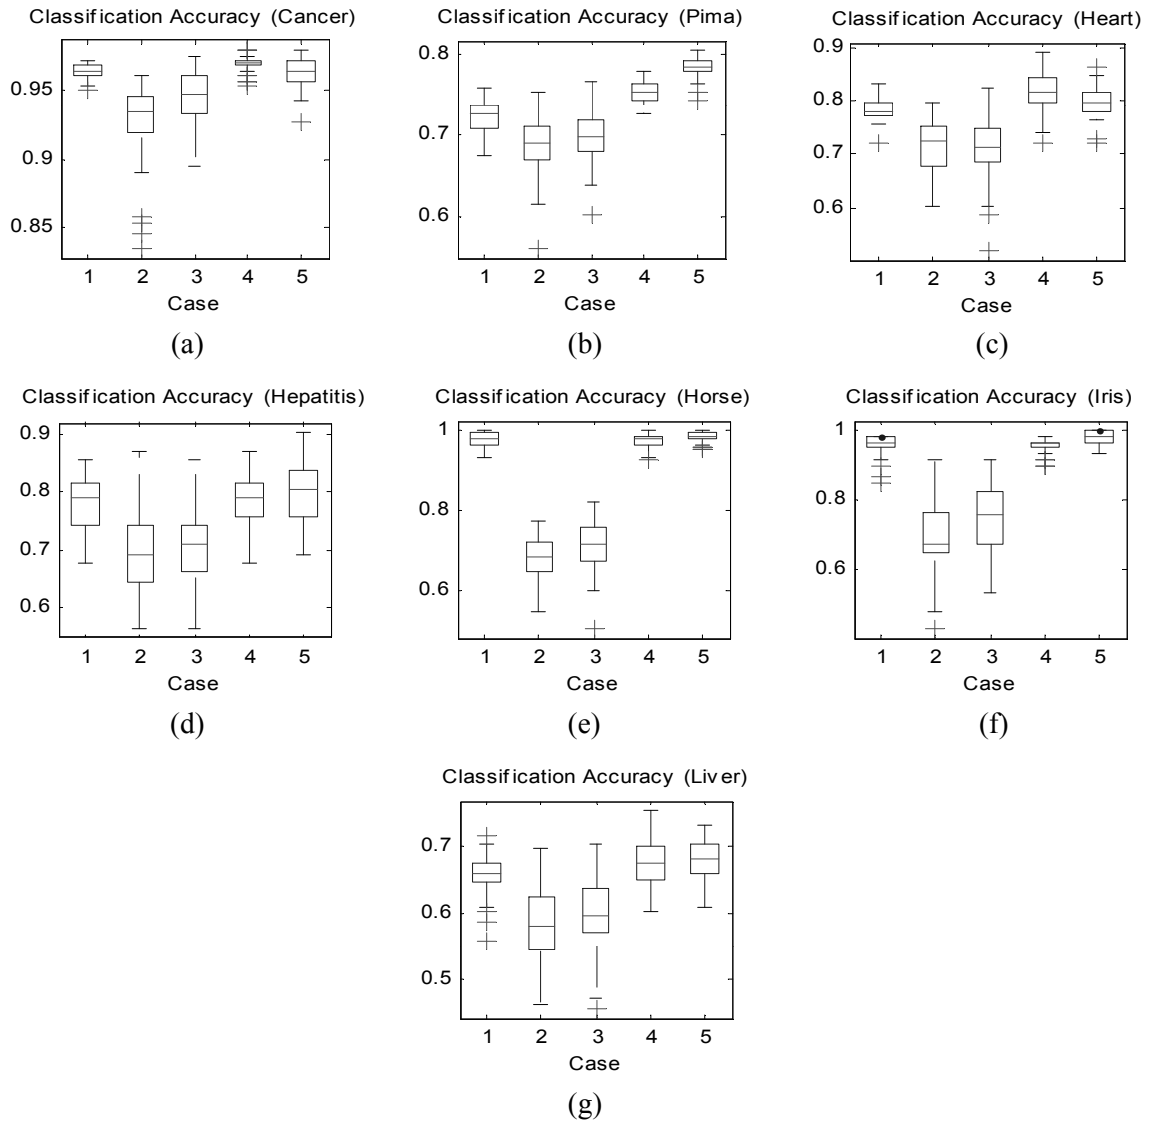 Classification Accuracy (Cancer)
0.95
0.9
0.85
1 2 3 4 5
Case
(a)
Classification Accuracy (Pima)
0.8
0.7
0.6
1 2 3 4 5
Case
(b)
Classification Accuracy (Heart)
0.9
0.8
0.7
0.6
1 2 3 4 5
Case
(c)
Classification Accuracy (Hepatitis)
0.9
0.8
0.7
0.6
1 2 3 4 5
Case
(d)
Classification Accuracy (Horse)
1
0.8
0.6
1 2 3 4 5
Case
(e)
Classification Accuracy (Iris)
1
0.8
0.6
1 2 3 4 5
Case
(f)
Classification Accuracy (Liver)
0.7
0.6
0.5
1 2 3 4 5
Case
(g)